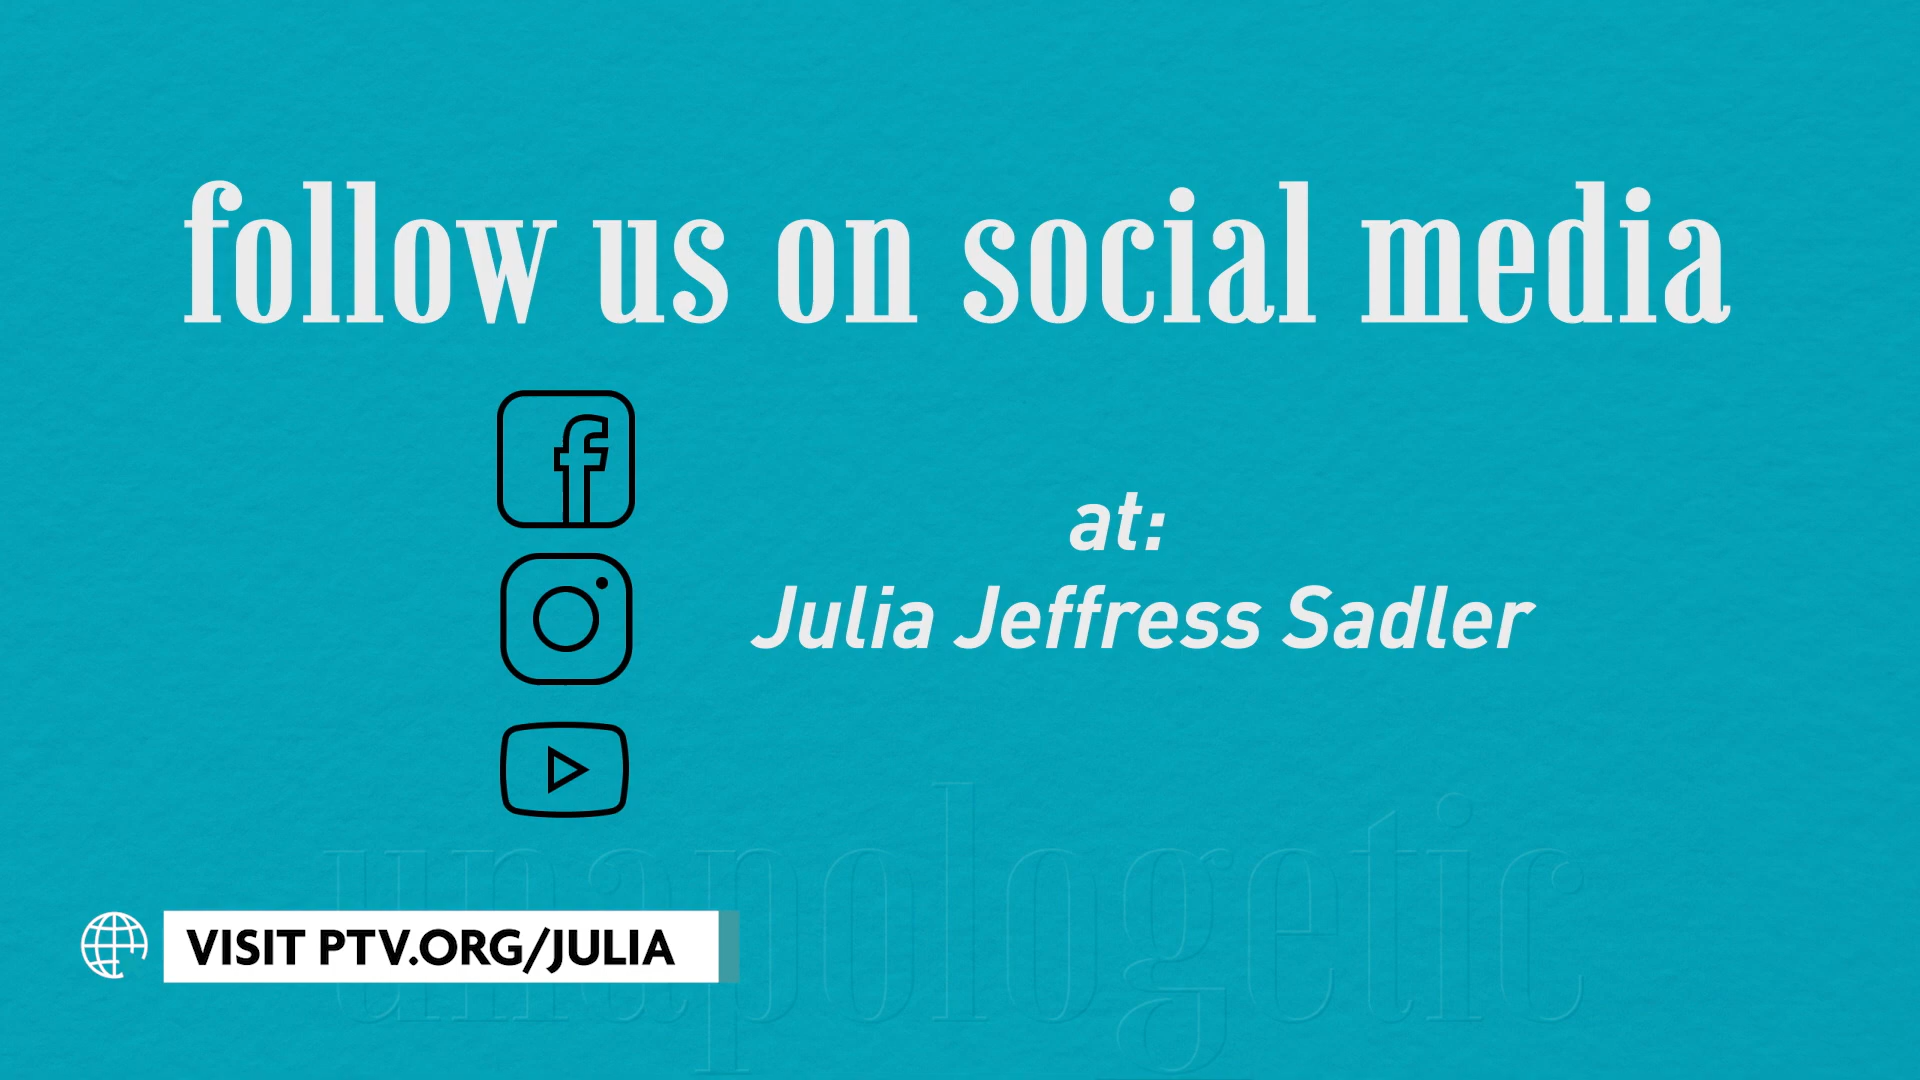 follow us on social media
at:
Julia Jeffress Sadler
unapologetic
VISIT PTV.ORG/JULIA